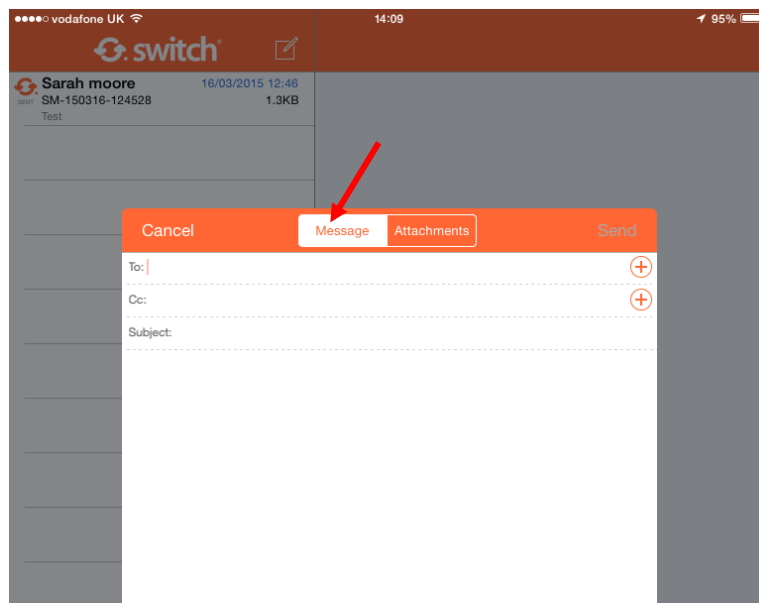 vodafone UK 14:09 95%
switch®
Sarah moore 16/03/2015 12:46
SENT SM-150316-124528 1.3KB
Test
Cancel Message Attachments Send
To:
Cc:
Subject: